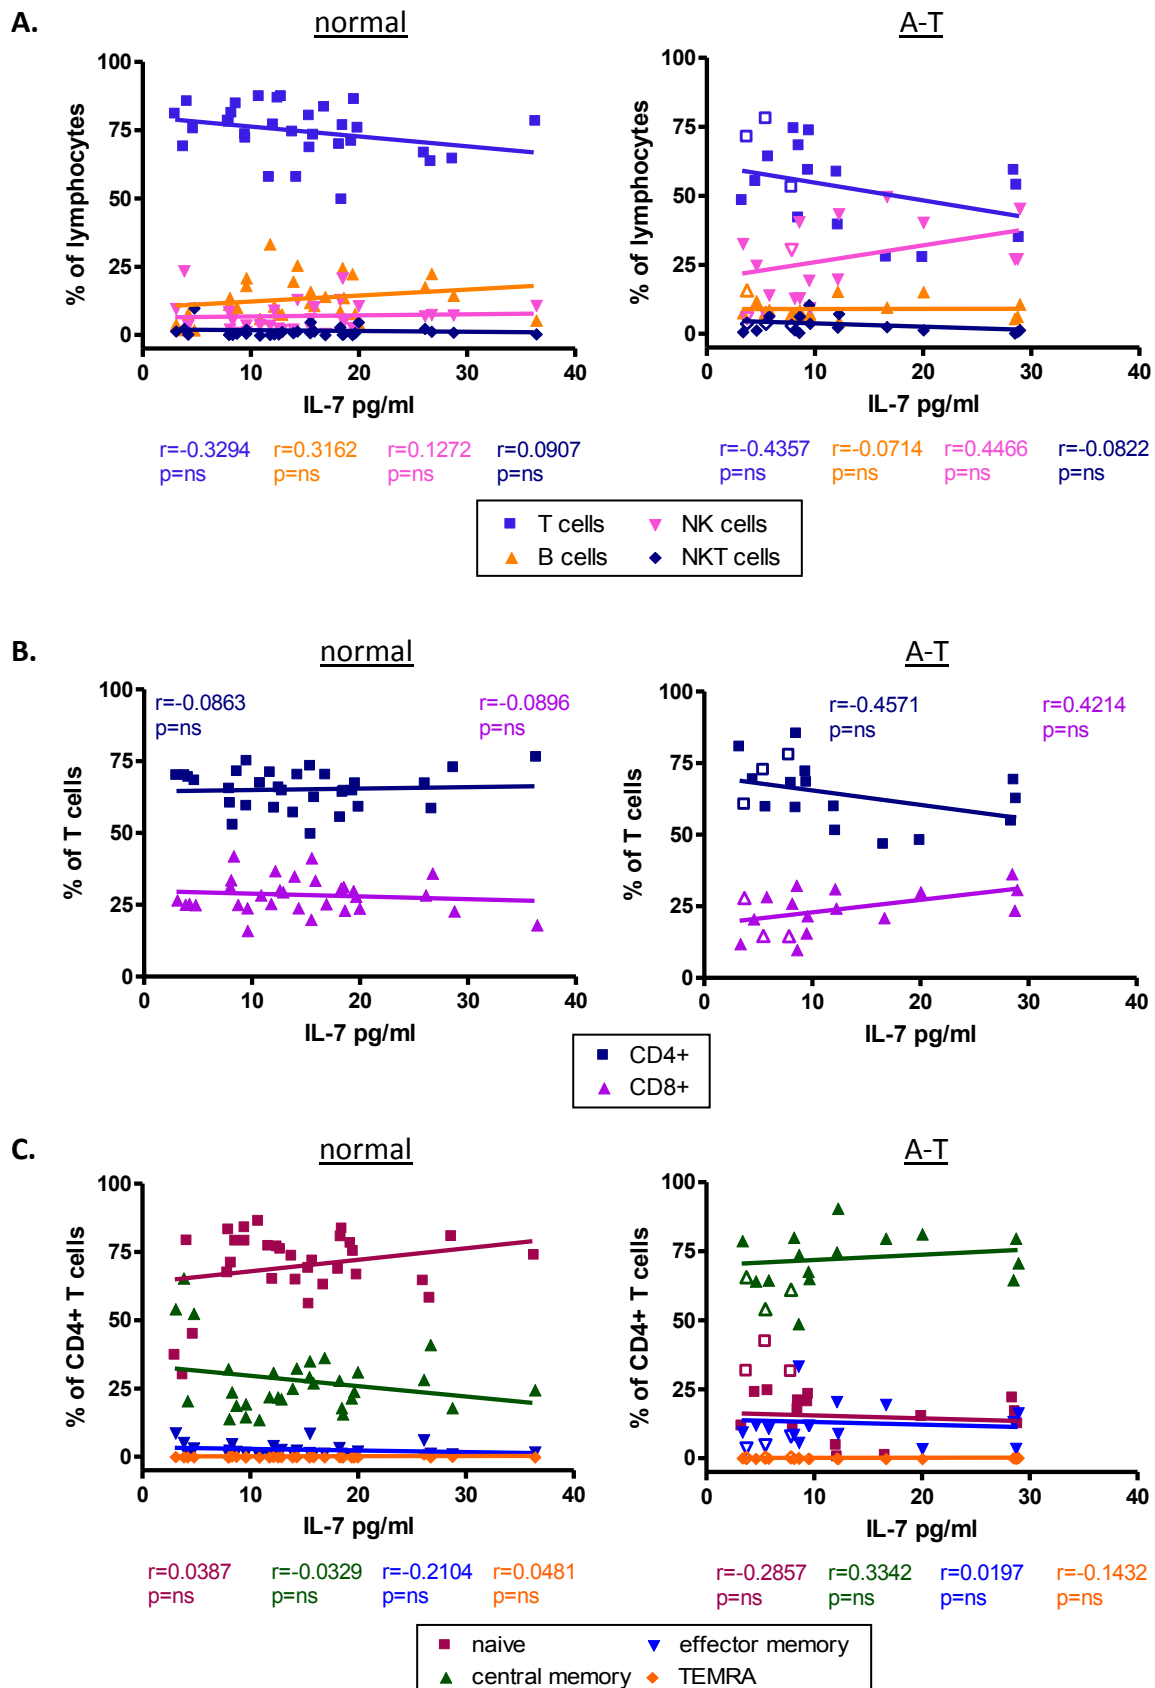 A.
normal
A-T
% of lymphocytes
100
75
50
25
0
0 10 20 30 40
IL-7 pg/ml
% of lymphocytes
100
75
50
25
0
0 10 20 30 40
IL-7 pg/ml
r=-0.3294 r=0.3162 r=0.1272 r=0.0907
p=ns p=ns p=ns p=ns
r=-0.4357 r=-0.0714 r=0.4466 r=-0.0822
p=ns p=ns p=ns p=ns
T cells NK cells
B cells NKT cells
B.
normal
A-T
% of T cells
100
75
50
25
0
0 10 20 30 40
IL-7 pg/ml
r=-0.0863 r=-0.0896
p=ns p=ns
% of T cells
100
75
50
25
0
0 10 20 30 40
IL-7 pg/ml
r=-0.4571 r=0.4214
p=ns p=ns
CD4+
CD8+
C.
normal
A-T
% of CD4+ T cells
100
75
50
25
0
0 10 20 30 40
IL-7 pg/ml
% of CD4+ T cells
100
75
50
25
0
0 10 20 30 40
IL-7 pg/ml
r=0.0387 r=-0.0329 r=-0.2104 r=0.0481
p=ns p=ns p=ns p=ns
r=-0.2857 r=0.3342 r=0.0197 r=-0.1432
p=ns p=ns p=ns p=ns
naive effector memory
central memory TEMRA